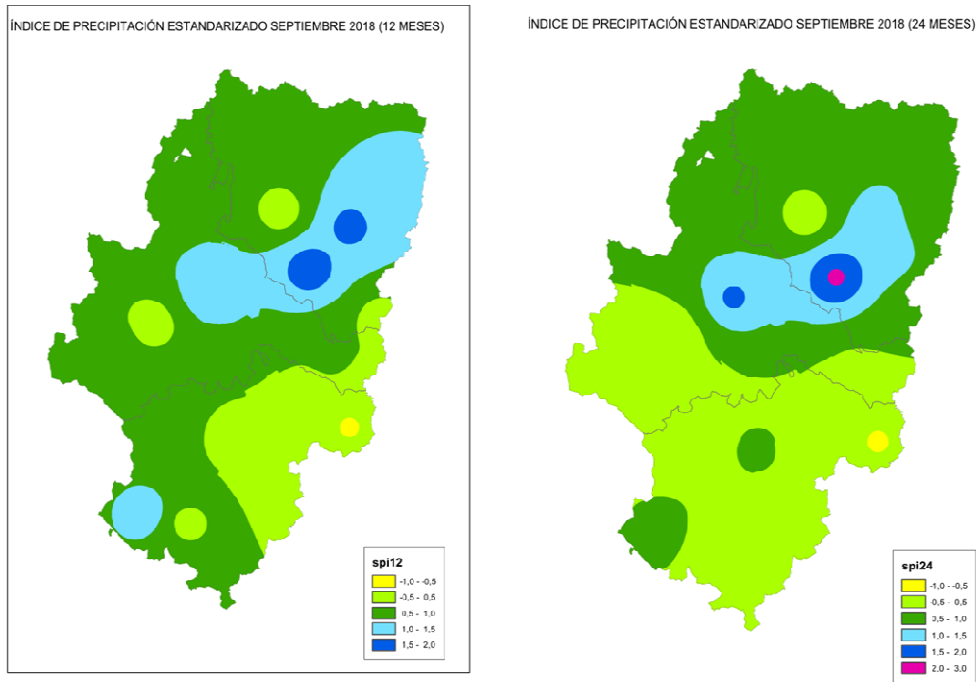 ÍNDICE DE PRECIPITACIÓN ESTANDARIZADO SEPTIEMBRE 2018 (12 MESES)
ÍNDICE DE PRECIPITACIÓN ESTANDARIZADO SEPTIEMBRE 2018 (24 MESES)
spi12
-1,0 - -0,5
-0,5 - 0,5
0,5 - 1,0
1,0 - 1,5
1,5 - 2,0
spi24
-1,0 - -0,5
-0,5 - 0,5
0,5 - 1,0
1,0 - 1,5
1,5 - 2,0
2,0 - 3,0